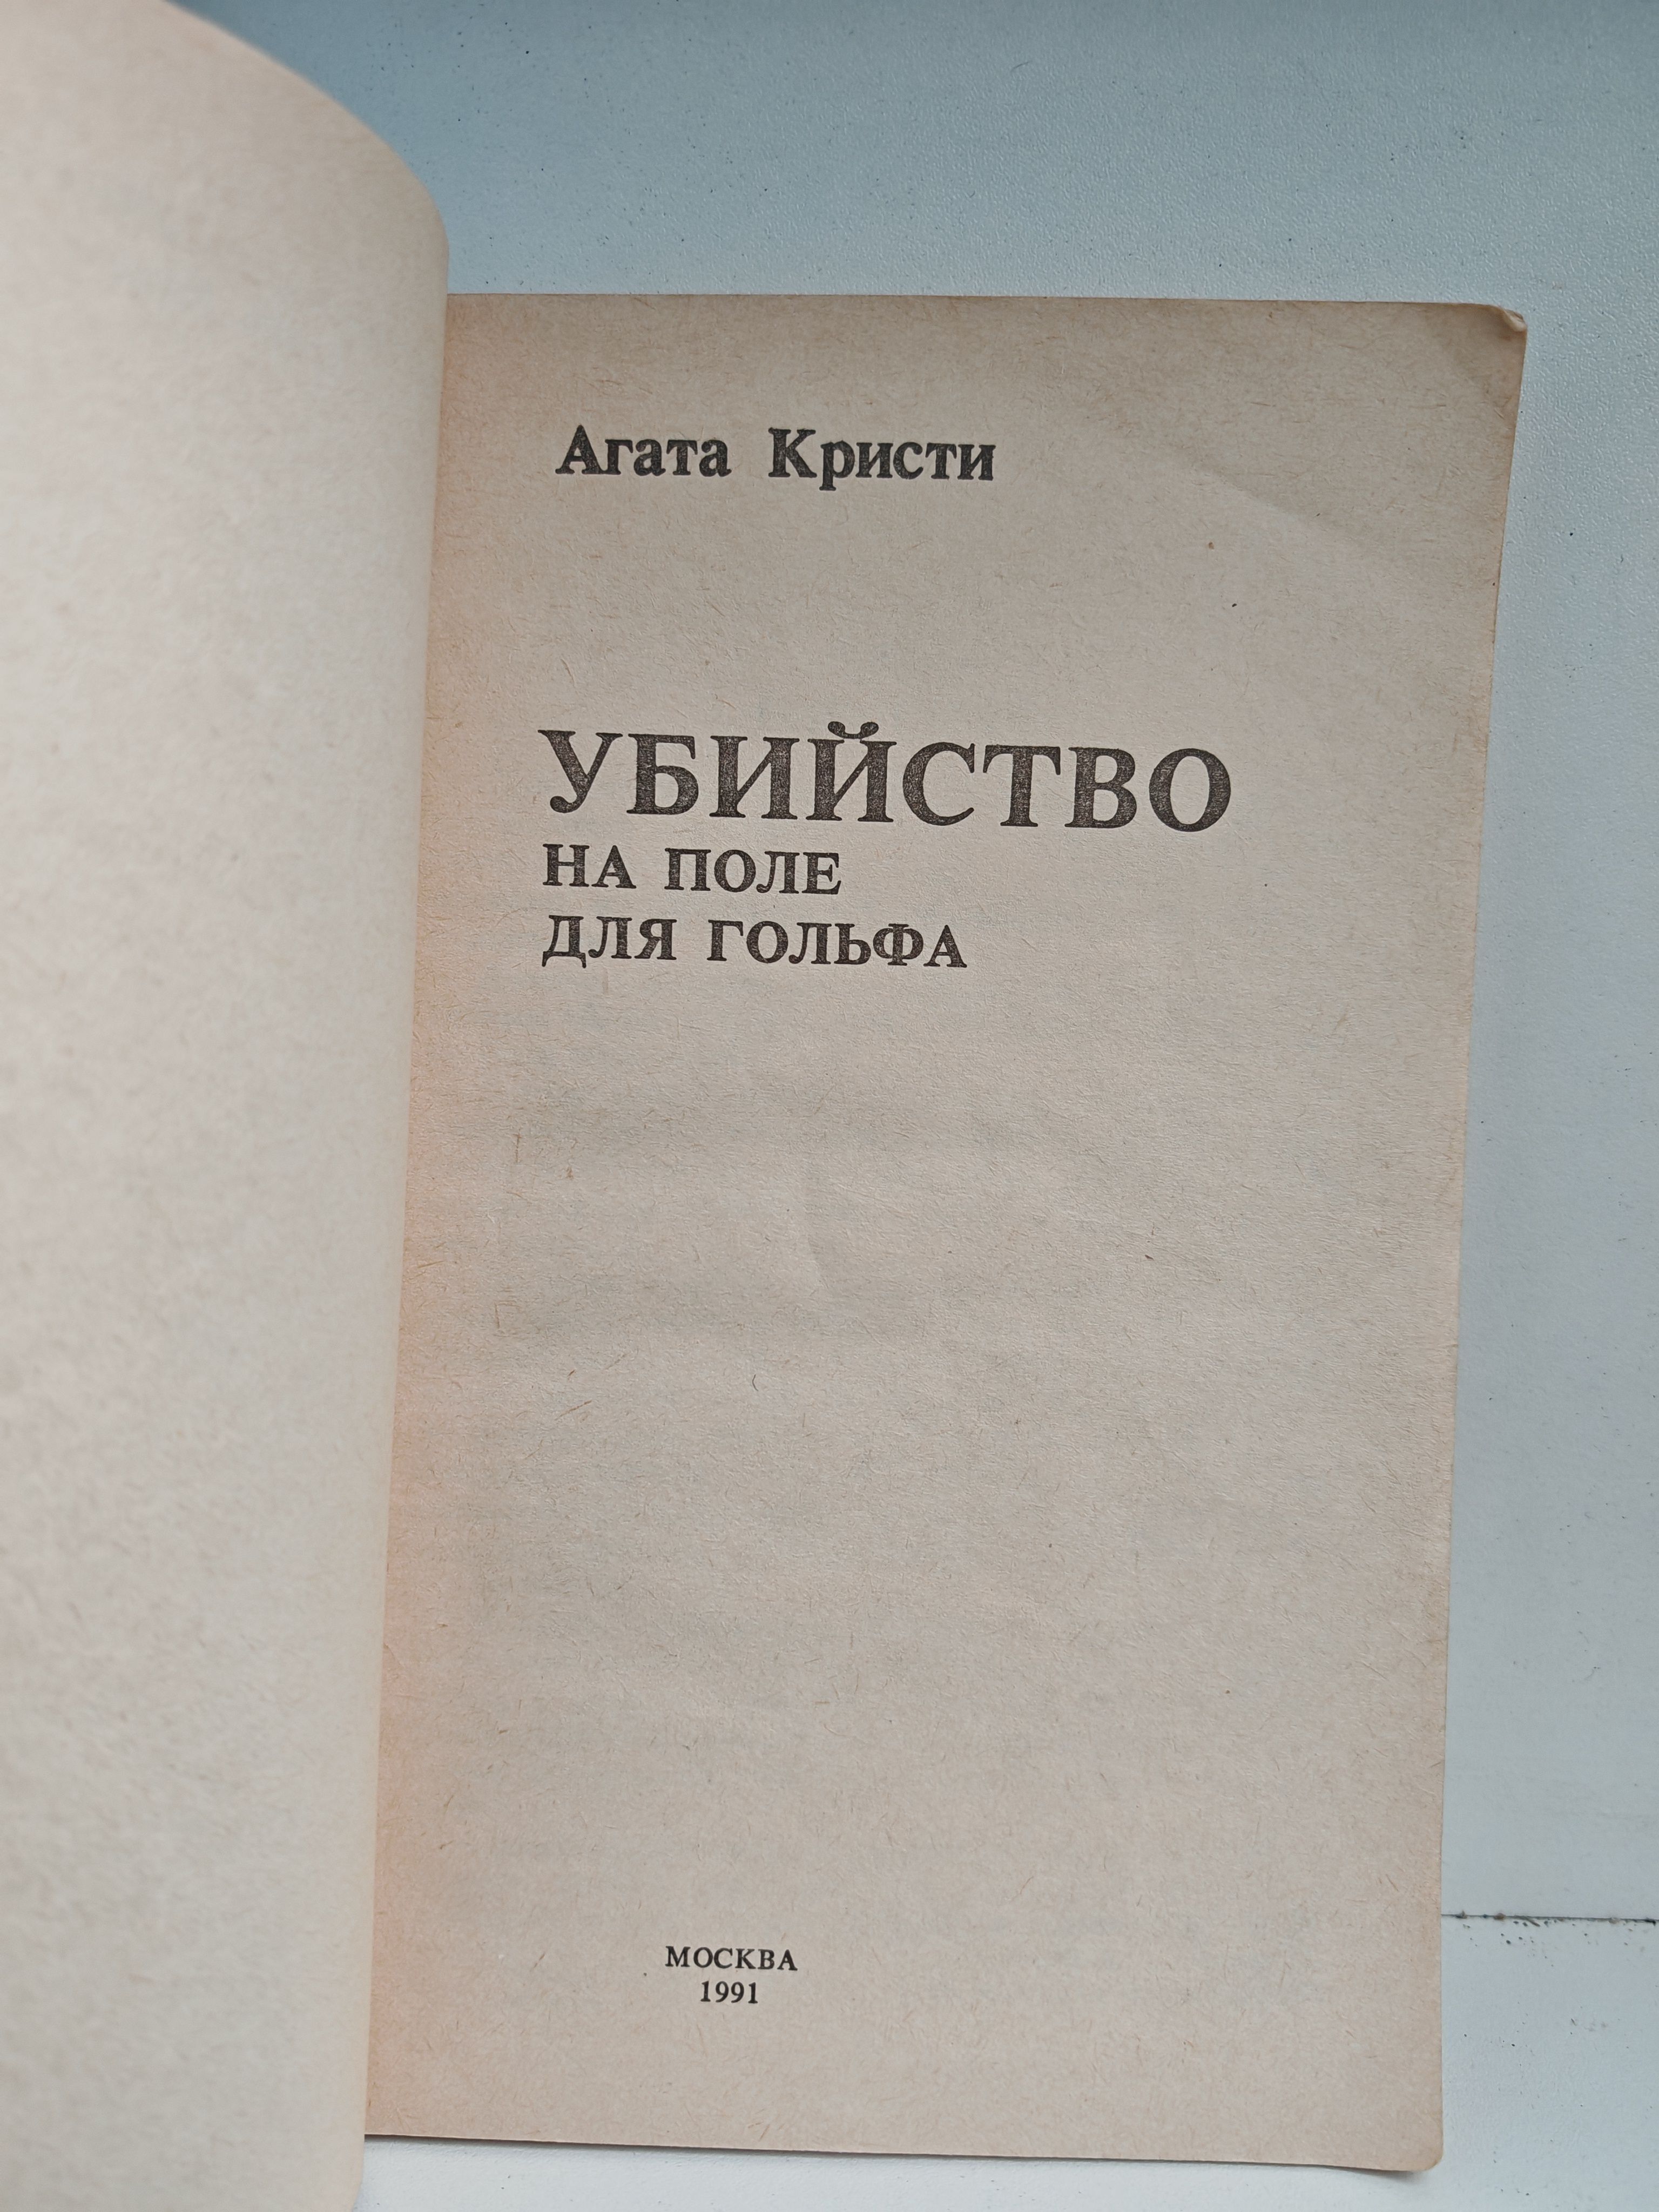 Агата Кристи
УБИЙСТВО
НА ПОЛЕ
ДЛЯ ГОЛЬФА
МОСКВА
1991